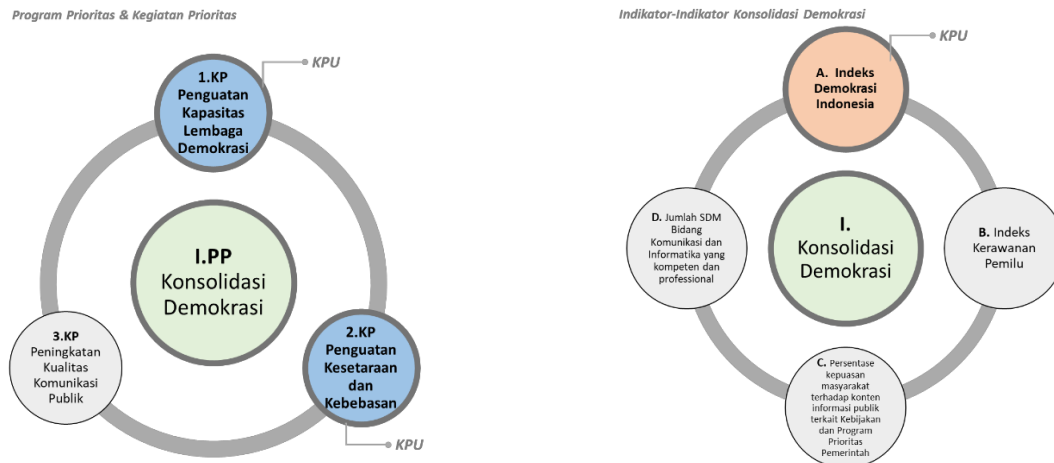 Program Prioritas & Kegiatan Prioritas
KPU
1.KP
Penguatan
Kapasitas
Lembaga
Demokrasi
I.PP
Konsolidasi
Demokrasi
3.KP
Peningkatan
Kualitas
Komunikasi
Publik
2.KP
Penguatan
Kesetaraan
dan
Kebebasan
KPU
Indikator-Indikator Konsolidasi Demokrasi
KPU
A. Indeks
Demokrasi
Indonesia
D. Jumlah SDM
Bidang
Komunikasi dan
Informatika yang
kompeten dan
professional
I.
Konsolidasi
Demokrasi
B. Indeks
Kerawanan
Pemilu
C. Persentase
kepuasan
masyarakat
terhadap konten
informasi publik
terkait Kebijakan
dan Program
Prioritas
Pemerintah